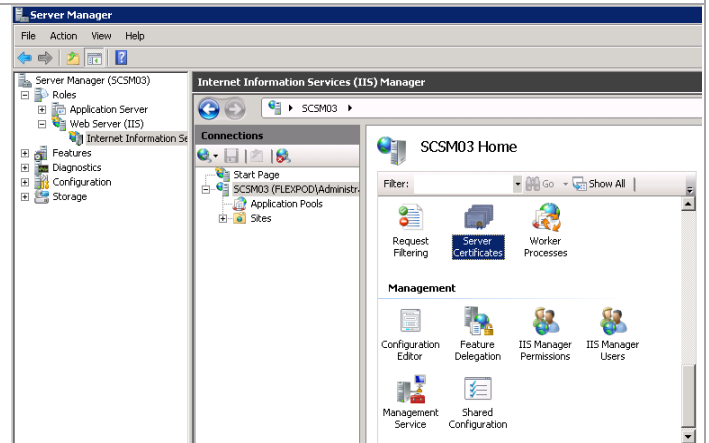 Server Manager
File Action View Help
Server Manager (SCSM03)
Roles
Application Server
Web Server (IIS)
Internet Information Se
Features
Diagnostics
Configuration
Storage
Internet Information Services (IIS) Manager
SCSM03
Connections
Start Page
SCSM03 (FLEXPOD\Administr
Application Pools
Sites
SCSM03 Home
Filter: Go Show All
Request Filtering
Server Certificates
Worker Processes
Management
Configuration Editor
Feature Delegation
IIS Manager Permissions
IIS Manager Users
Management Service
Shared Configuration